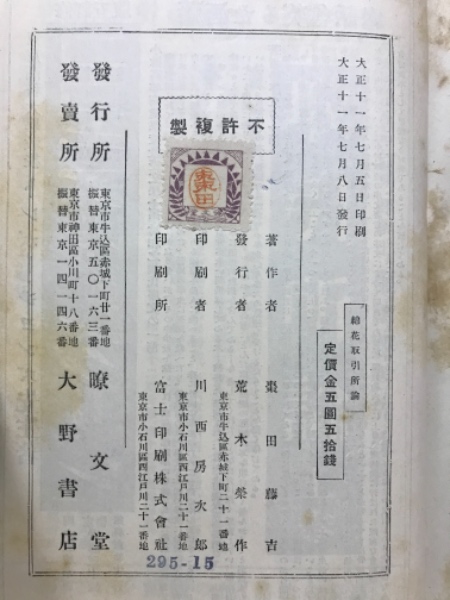 大正十一年七月五日印刷
大正十一年七月八日發行
綿花取引所論
定價金五圓五拾錢
不許複製
著作者 棗田藤吉
發行者 荒木榮作
東京市牛込區赤城下町二十一番地
印刷者 川西房次郎
東京市小石川區西江戸川二十一番地
印刷所 富士印刷株式會社
東京市小石川區西江戸川二十一番地
發行所 東京市牛込區赤城下町廿一番地 暸文堂
振替東京五〇一六三番
發賣所 東京市神田區小川町十八番地 大野書店
振替東京一四一四六番
295-15